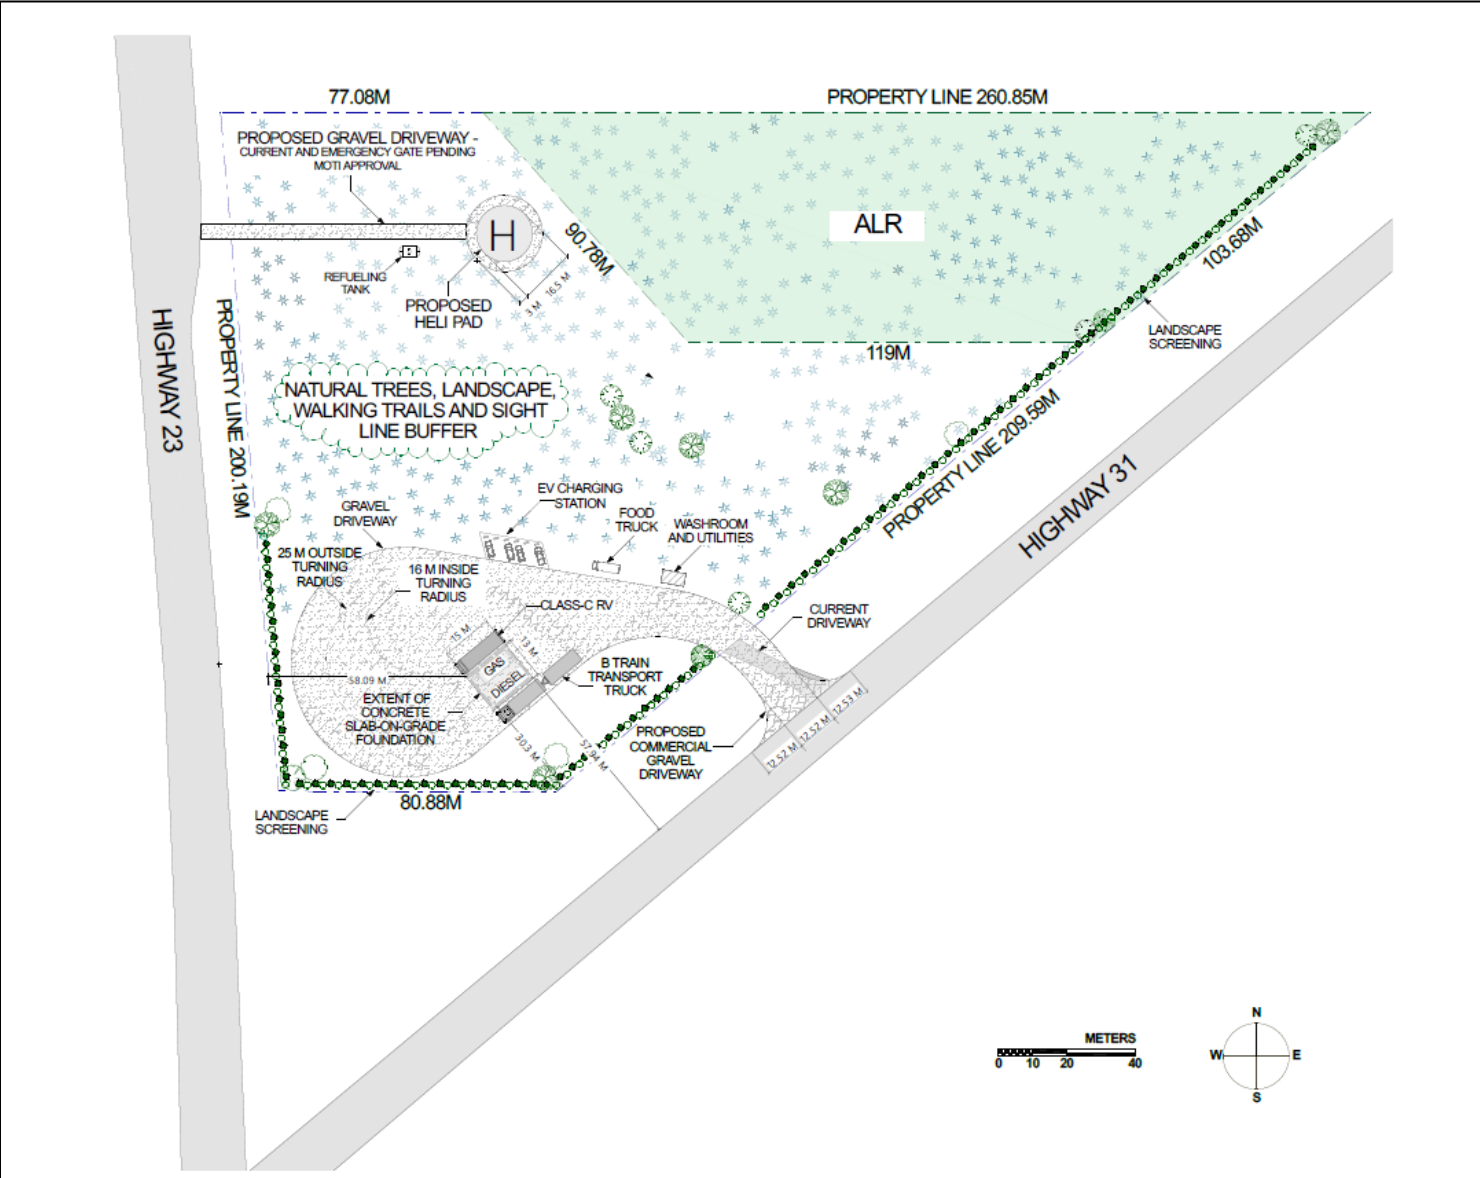 77.08M
PROPERTY LINE 260.85M
PROPOSED GRAVEL DRIVEWAY -
CURRENT AND EMERGENCY GATE PENDING
MOTI APPROVAL
H
ALR
90.78M
103.68M
REFUELING
TANK
16.5 M
3 M
PROPOSED
HELI PAD
LANDSCAPE
SCREENING
119M
HIGHWAY 23
PROPERTY LINE 200.19M
NATURAL TREES, LANDSCAPE,
WALKING TRAILS AND SIGHT
LINE BUFFER
PROPERTY LINE 209.59M
HIGHWAY 31
EV CHARGING
STATION
GRAVEL
DRIVEWAY
FOOD
TRUCK
WASHROOM
AND UTILITIES
25 M OUTSIDE
TURNING
RADIUS
16 M INSIDE
TURNING
RADIUS
CLASS-C RV
CURRENT
DRIVEWAY
15 M
13 M
GAS
DIESEL
B TRAIN
TRANSPORT
TRUCK
58.09 M
EXTENT OF
CONCRETE
SLAB-ON-GRADE
FOUNDATION
30.3 M
57.94 M
PROPOSED
COMMERCIAL
GRAVEL
DRIVEWAY
12.52 M
12.52 M
12.53 M
80.88M
LANDSCAPE
SCREENING
METERS
0 10 20 40
N
W E
S